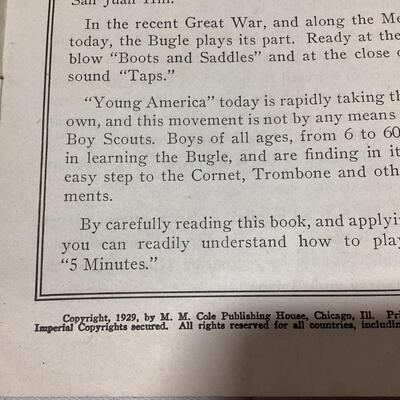 San Juan Hill.
In the recent Great War, and along the Me
today, the Bugle plays its part. Ready at the
blow “Boots and Saddles” and at the close o
sound “Taps.”
“Young America” today is rapidly taking th
own, and this movement is not by any means
Boy Scouts. Boys of all ages, from 6 to 60
in learning the Bugle, and are finding in it
easy step to the Cornet, Trombone and oth
ments.
By carefully reading this book, and applyin
you can readily understand how to play
“5 Minutes.”
Copyright, 1929, by M. M. Cole Publishing House, Chicago, Ill. Pri
Imperial Copyrights secured. All rights reserved for all countries, includin